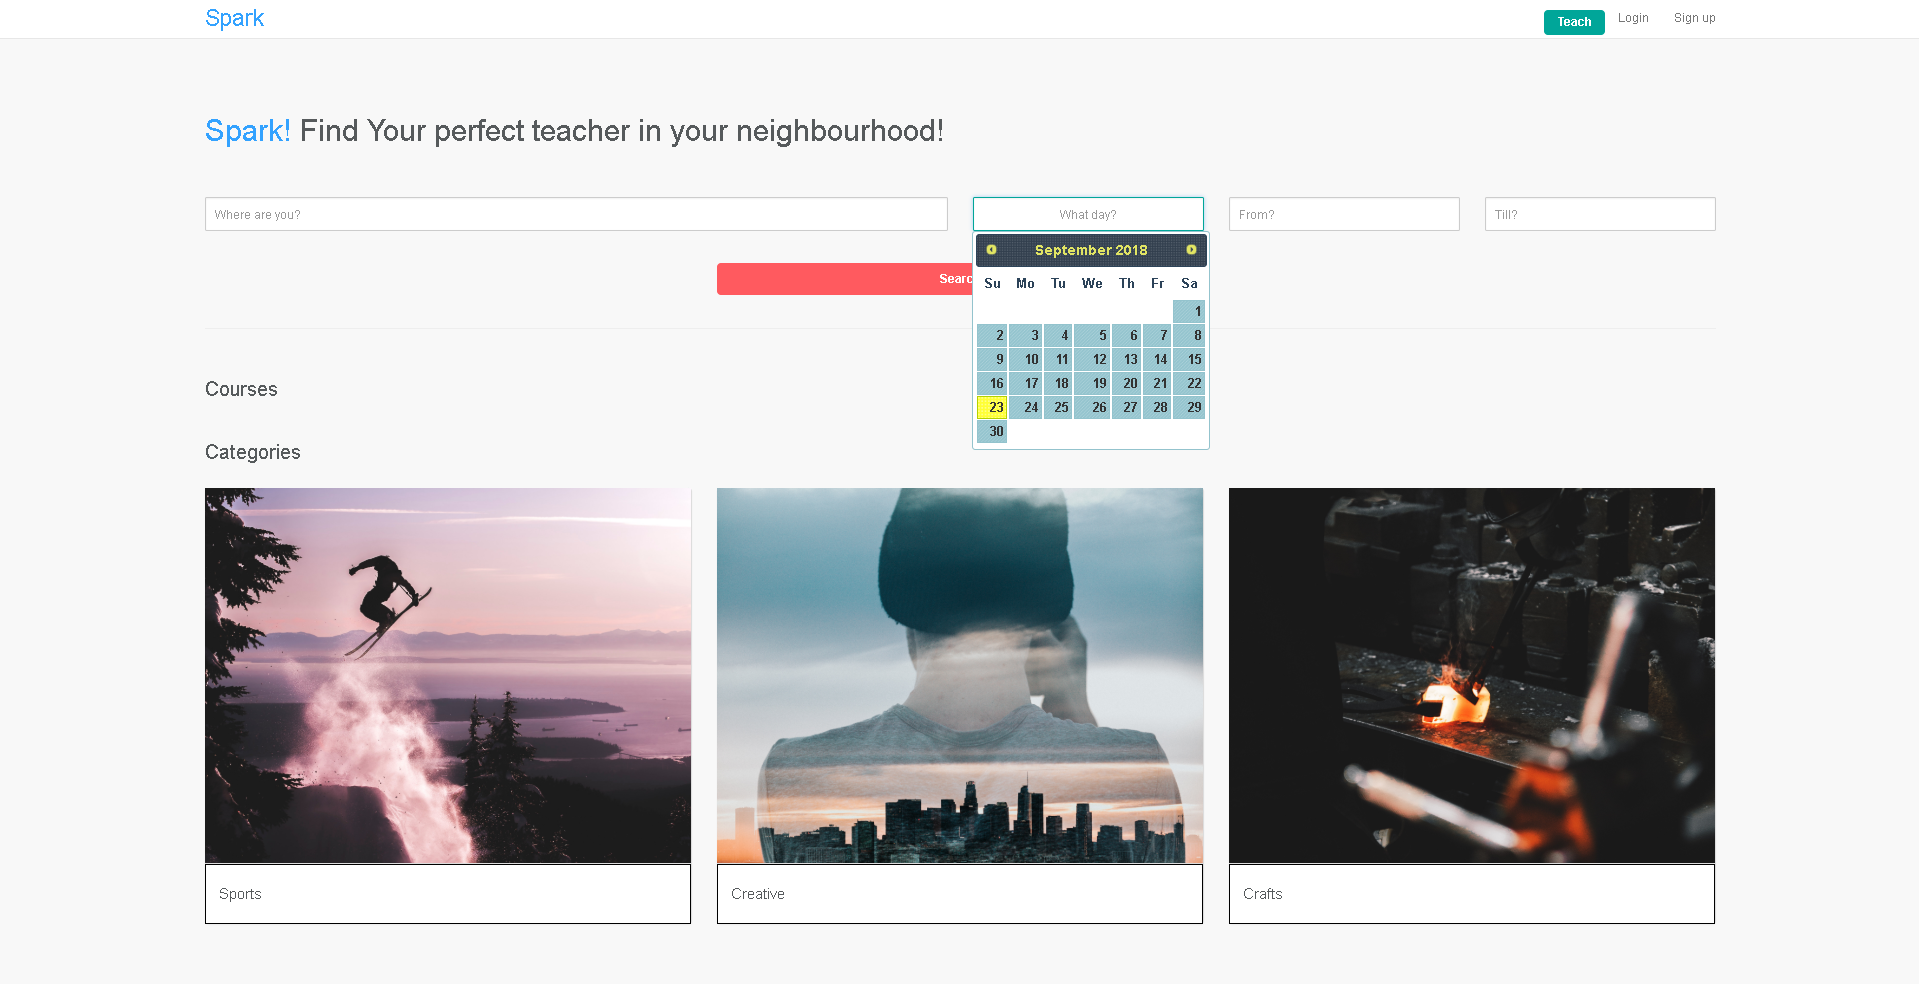 Spark
Teach Login Sign up
Spark! Find Your perfect teacher in your neighbourhood!
Where are you? What day? From? Till?
September 2018
Searc
Su Mo Tu We Th Fr Sa
1
2 3 4 5 6 7 8
9 10 11 12 13 14 15
16 17 18 19 20 21 22
23 24 25 26 27 28 29
30
Courses
Categories
Sports Creative Crafts